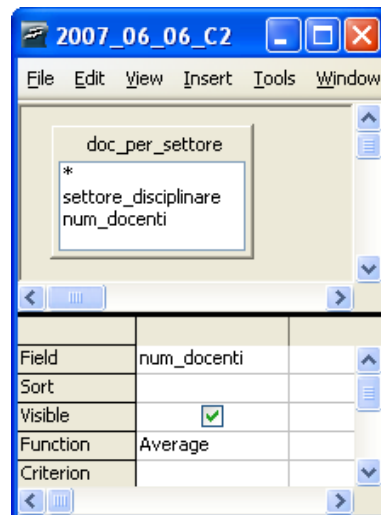 2007_06_06_C2
File Edit View Insert Tools Window
doc_per_settore
*
settore_disciplinare
num_docenti
Field num_docenti
Sort
Visible
Function Average
Criterion